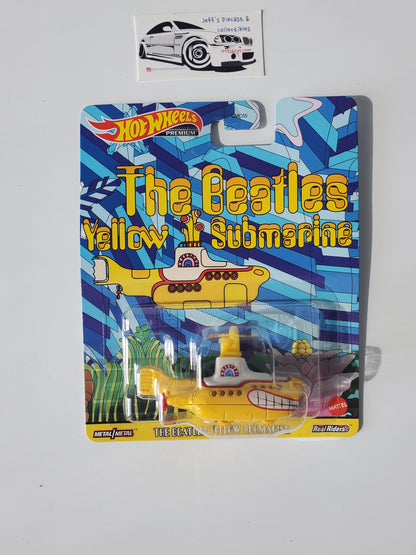 Jeff's Diecast &
collectibles
Hot Wheels
PREMIUM
The Beatles
Yellow Submarine
METAL/METAL
THE BEATLES YELLOW SUBMARINE
MATTEL
Real Riders